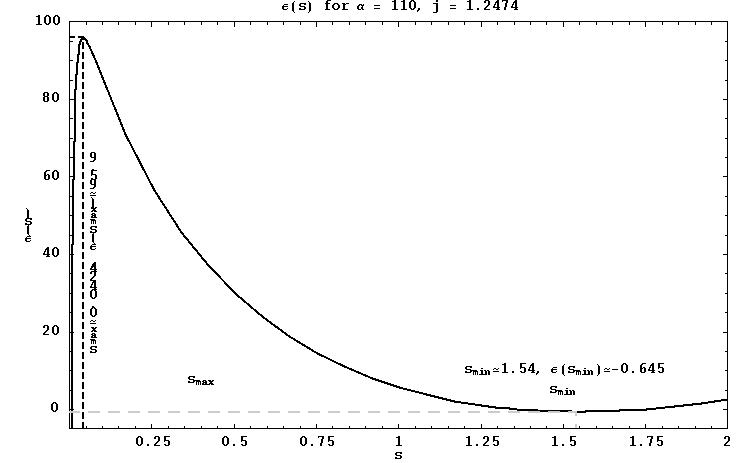 ϵ(s) for α = 110, j = 1.2474
100
80
60
40
20
0
ϵ(s)
s_max≃0.0424 ϵ(s_max)≃95.9
s_max
s_min≃1.54, ϵ(s_min)≃-0.645
s_min
0.25 0.5 0.75 1 1.25 1.5 1.75 2
s